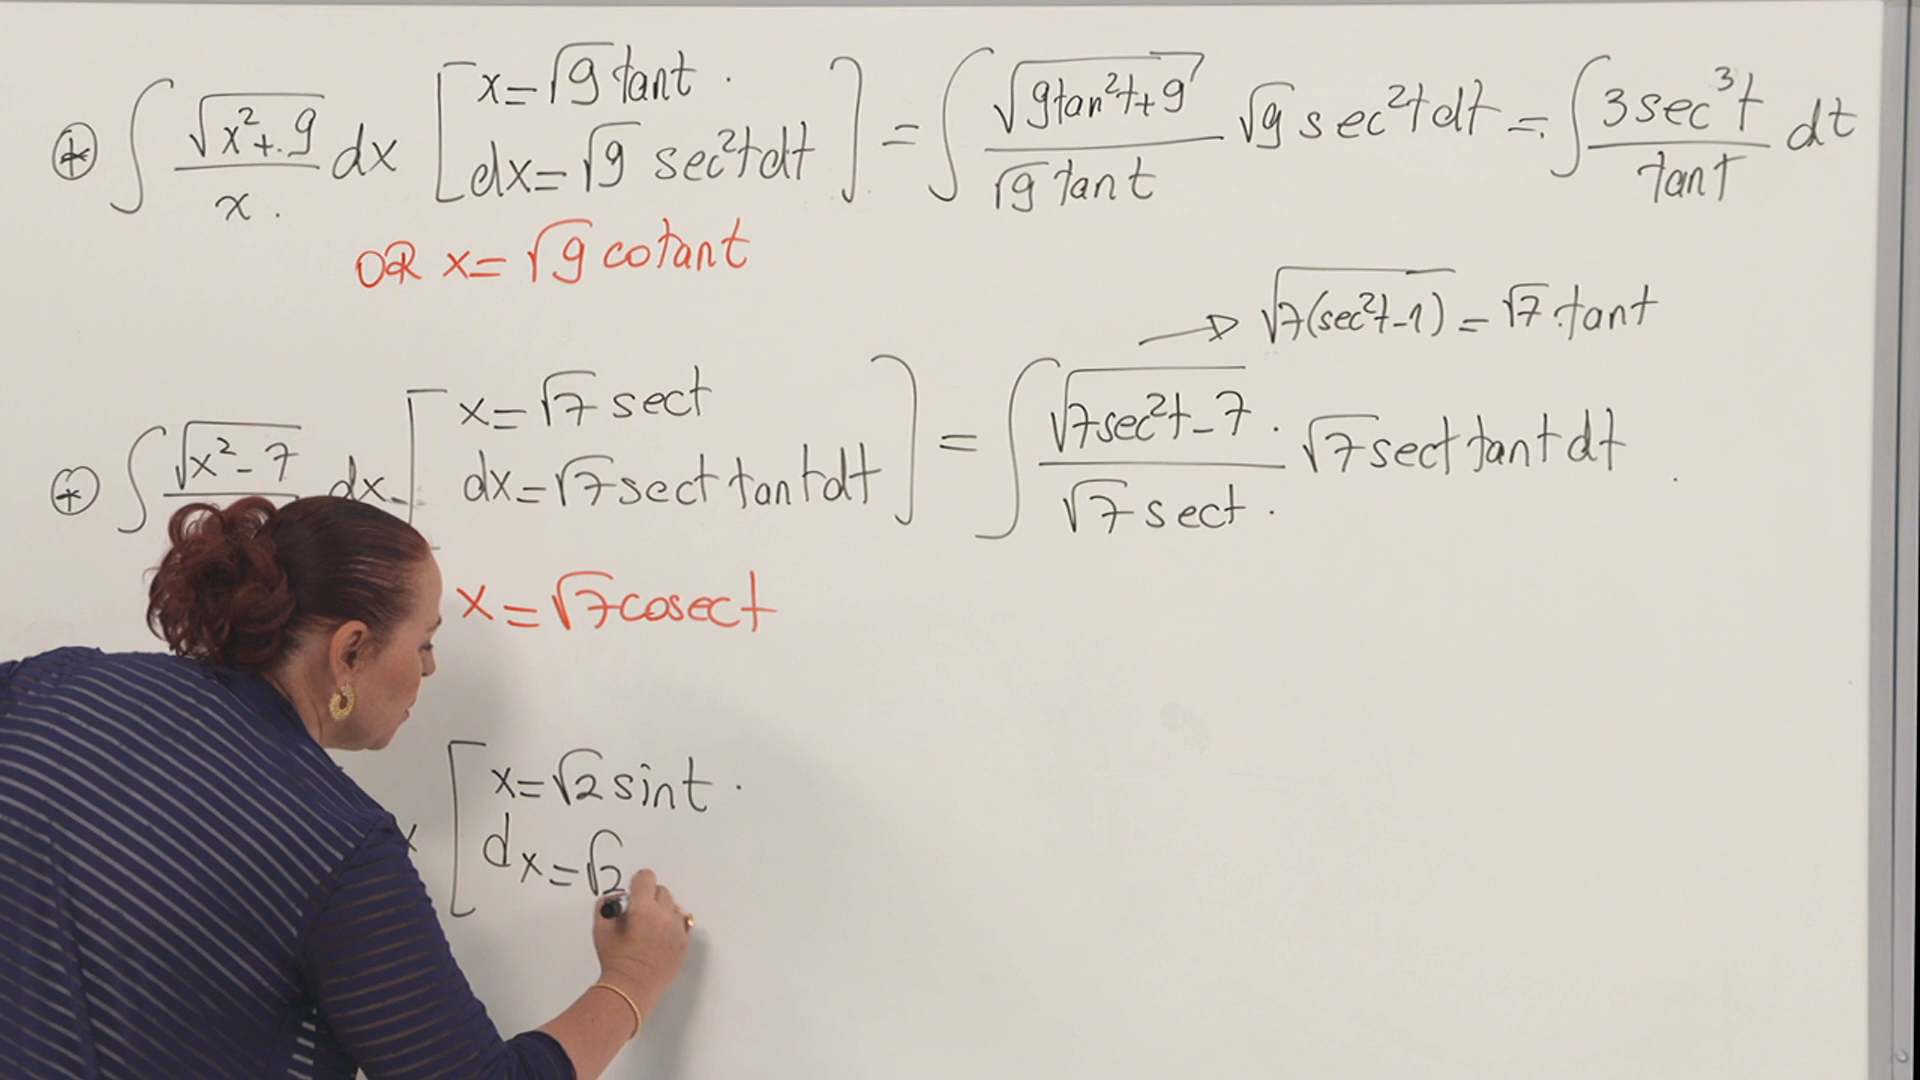 ⊛ ∫ √(x²+9)/x dx [x=√9 tant · dx=√9 sec²t dt] = ∫ √(9tan²t+9)/(√9 tant) √9 sec²t dt = ∫ 3sec³t/tant dt
OR x=√9 cotant
→ √(7(sec²t-1)) = √7·tant
⊛ ∫ √(x²-7) dx [x=√7 sect dx=√7 sect tant dt] = ∫ √(7sec²t-7)/(√7 sect) · √7 sect tant dt
x=√7 cosect
x [x=√2 sint · dx=√2